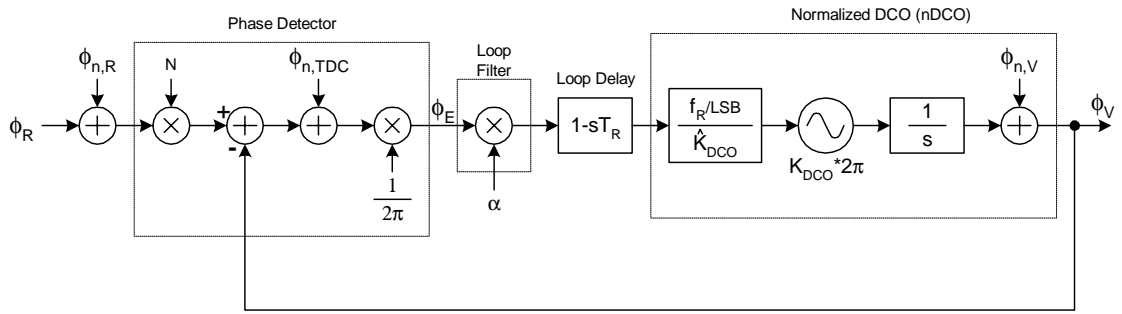 Normalized DCO (nDCO)
Phase Detector
ϕn,R
N
ϕn,TDC
Loop
Filter
Loop Delay
ϕn,V
ϕR
+
-
ϕE
1-sTR
fR/LSB
K̂DCO
1
s
ϕV
KDCO*2π
1
2π
α